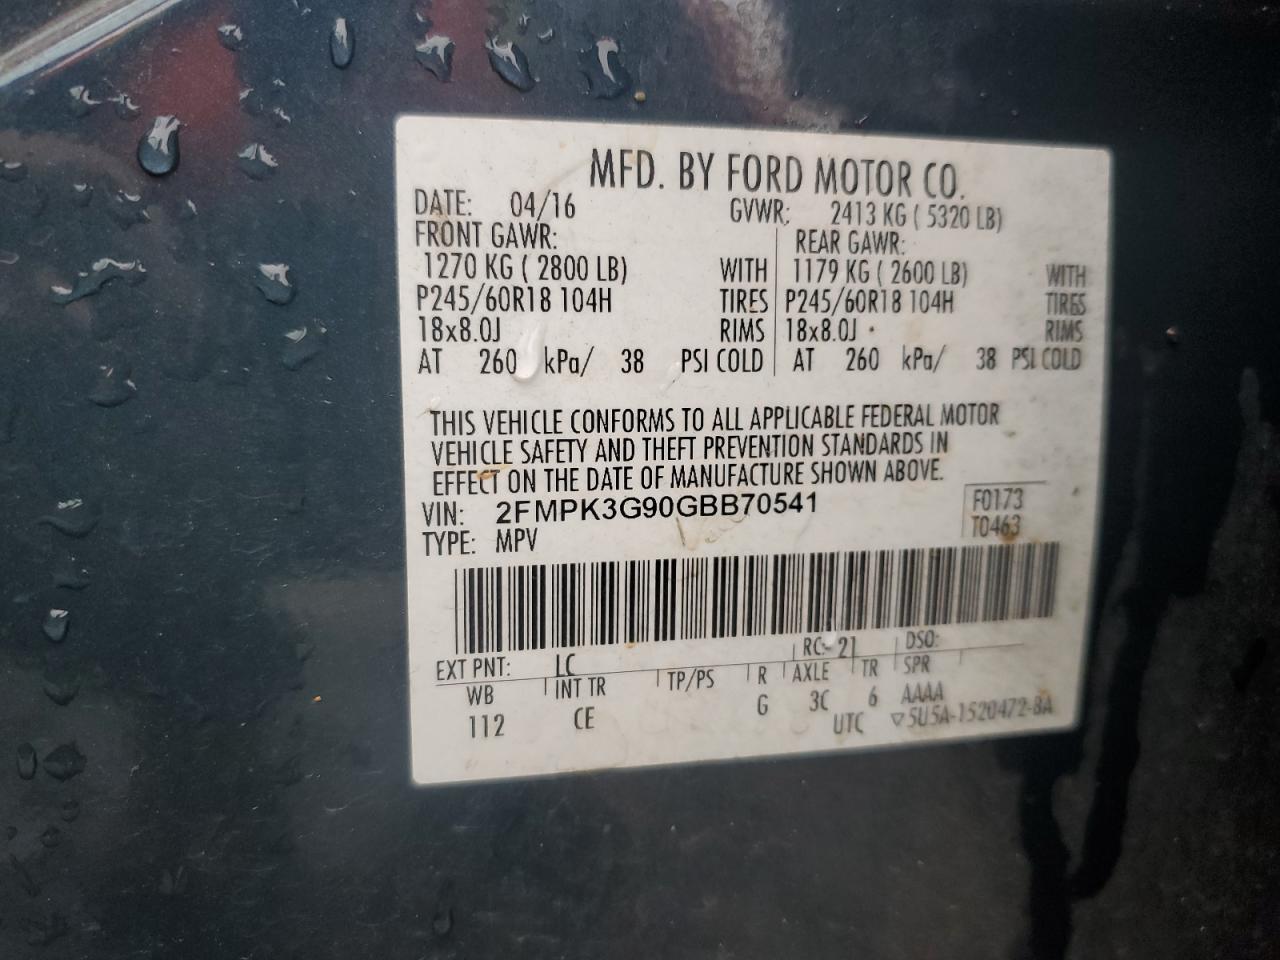 MFD. BY FORD MOTOR CO.
DATE: 04/16 GVWR: 2413 KG ( 5320 LB)
FRONT GAWR: REAR GAWR:
1270 KG ( 2800 LB) WITH 1179 KG ( 2600 LB) WITH
P245/60R18 104H TIRES P245/60R18 104H TIRES
18x8.0J RIMS 18x8.0J RIMS
AT 260 kPa/ 38 PSI COLD AT 260 kPa/ 38 PSI COLD
THIS VEHICLE CONFORMS TO ALL APPLICABLE FEDERAL MOTOR
VEHICLE SAFETY AND THEFT PREVENTION STANDARDS IN
EFFECT ON THE DATE OF MANUFACTURE SHOWN ABOVE.
VIN: 2FMPK3G90GBB70541 F0173
TYPE: MPV T0463
EXT PNT: LC RC: 21 DSO:
WB INT TR TP/PS R AXLE TR SPR
112 CE G 3C 6 AAAA
UTC ▽5U5A-1520472-BA